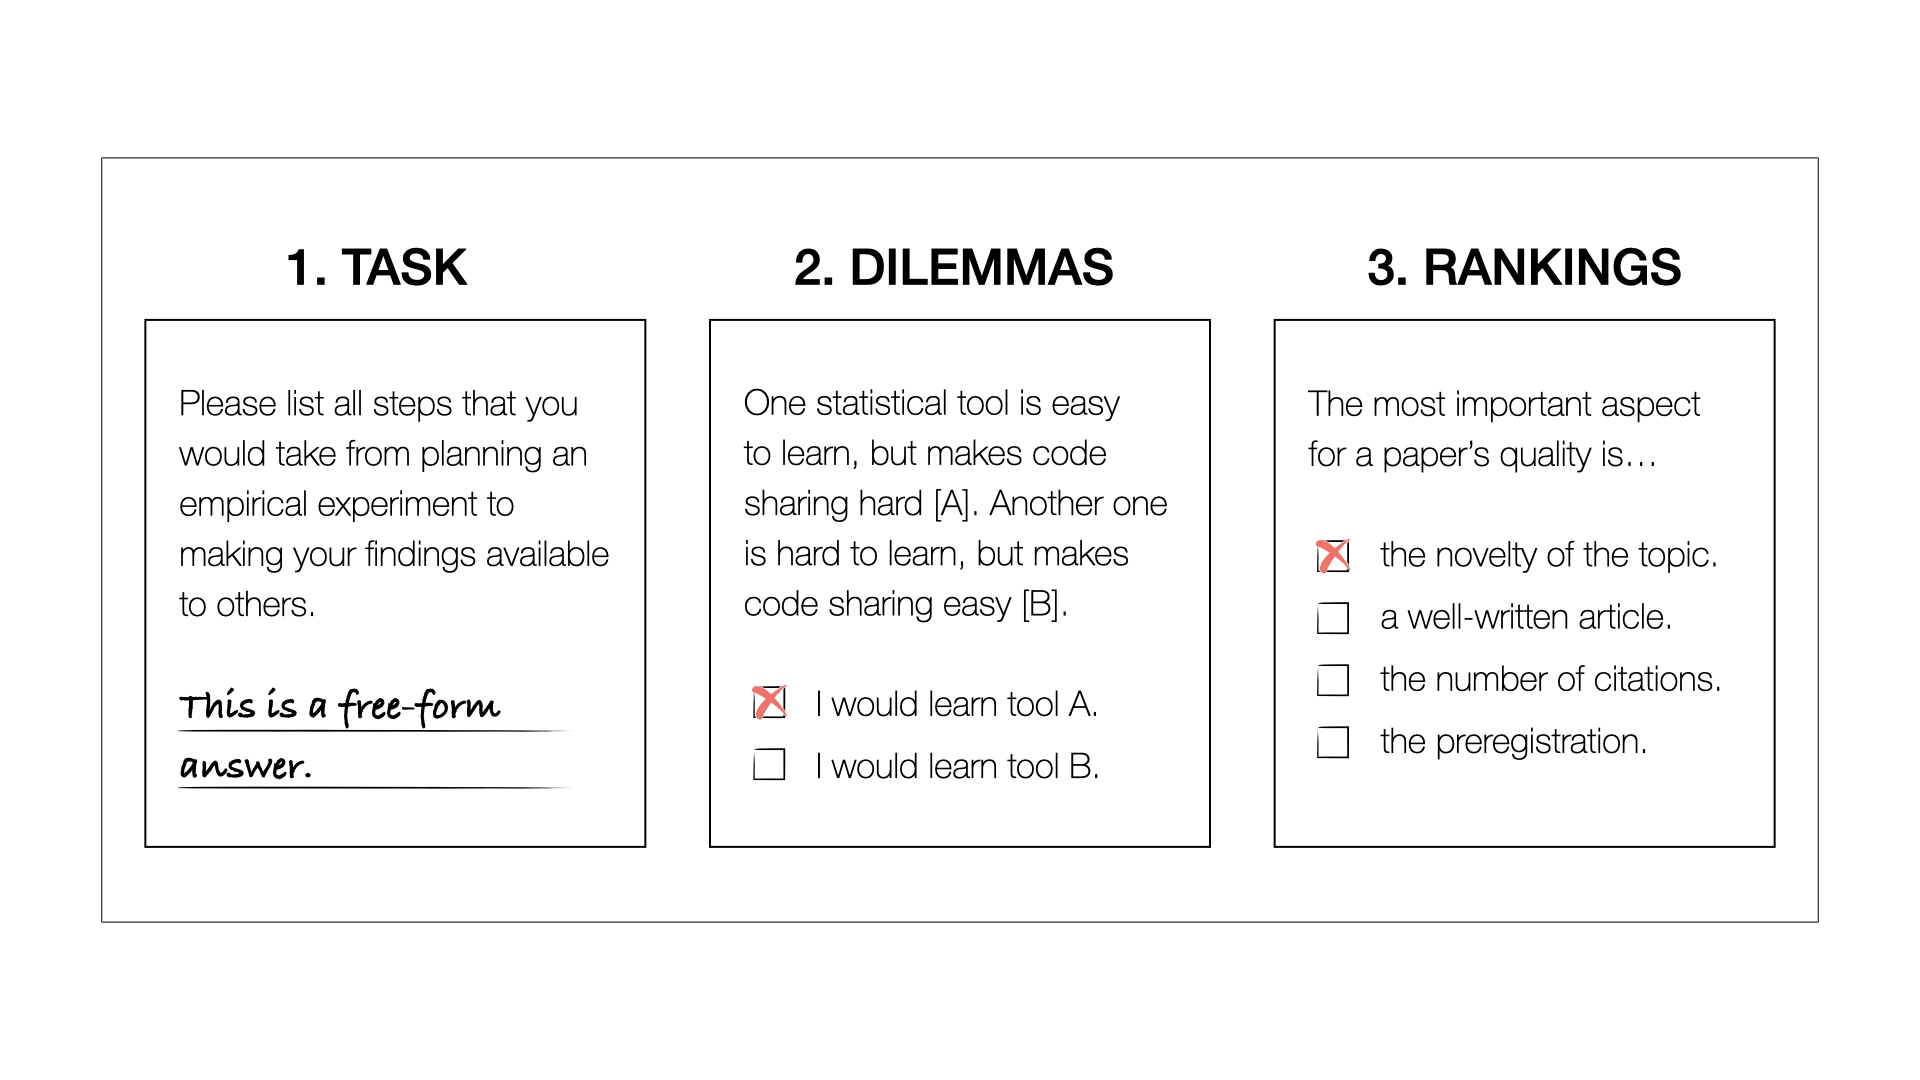 1. TASK
Please list all steps that you
would take from planning an
empirical experiment to
making your findings available
to others.
This is a free-form
answer.
2. DILEMMAS
One statistical tool is easy
to learn, but makes code
sharing hard [A]. Another one
is hard to learn, but makes
code sharing easy [B].
I would learn tool A.
I would learn tool B.
3. RANKINGS
The most important aspect
for a paper’s quality is…
the novelty of the topic.
a well-written article.
the number of citations.
the preregistration.